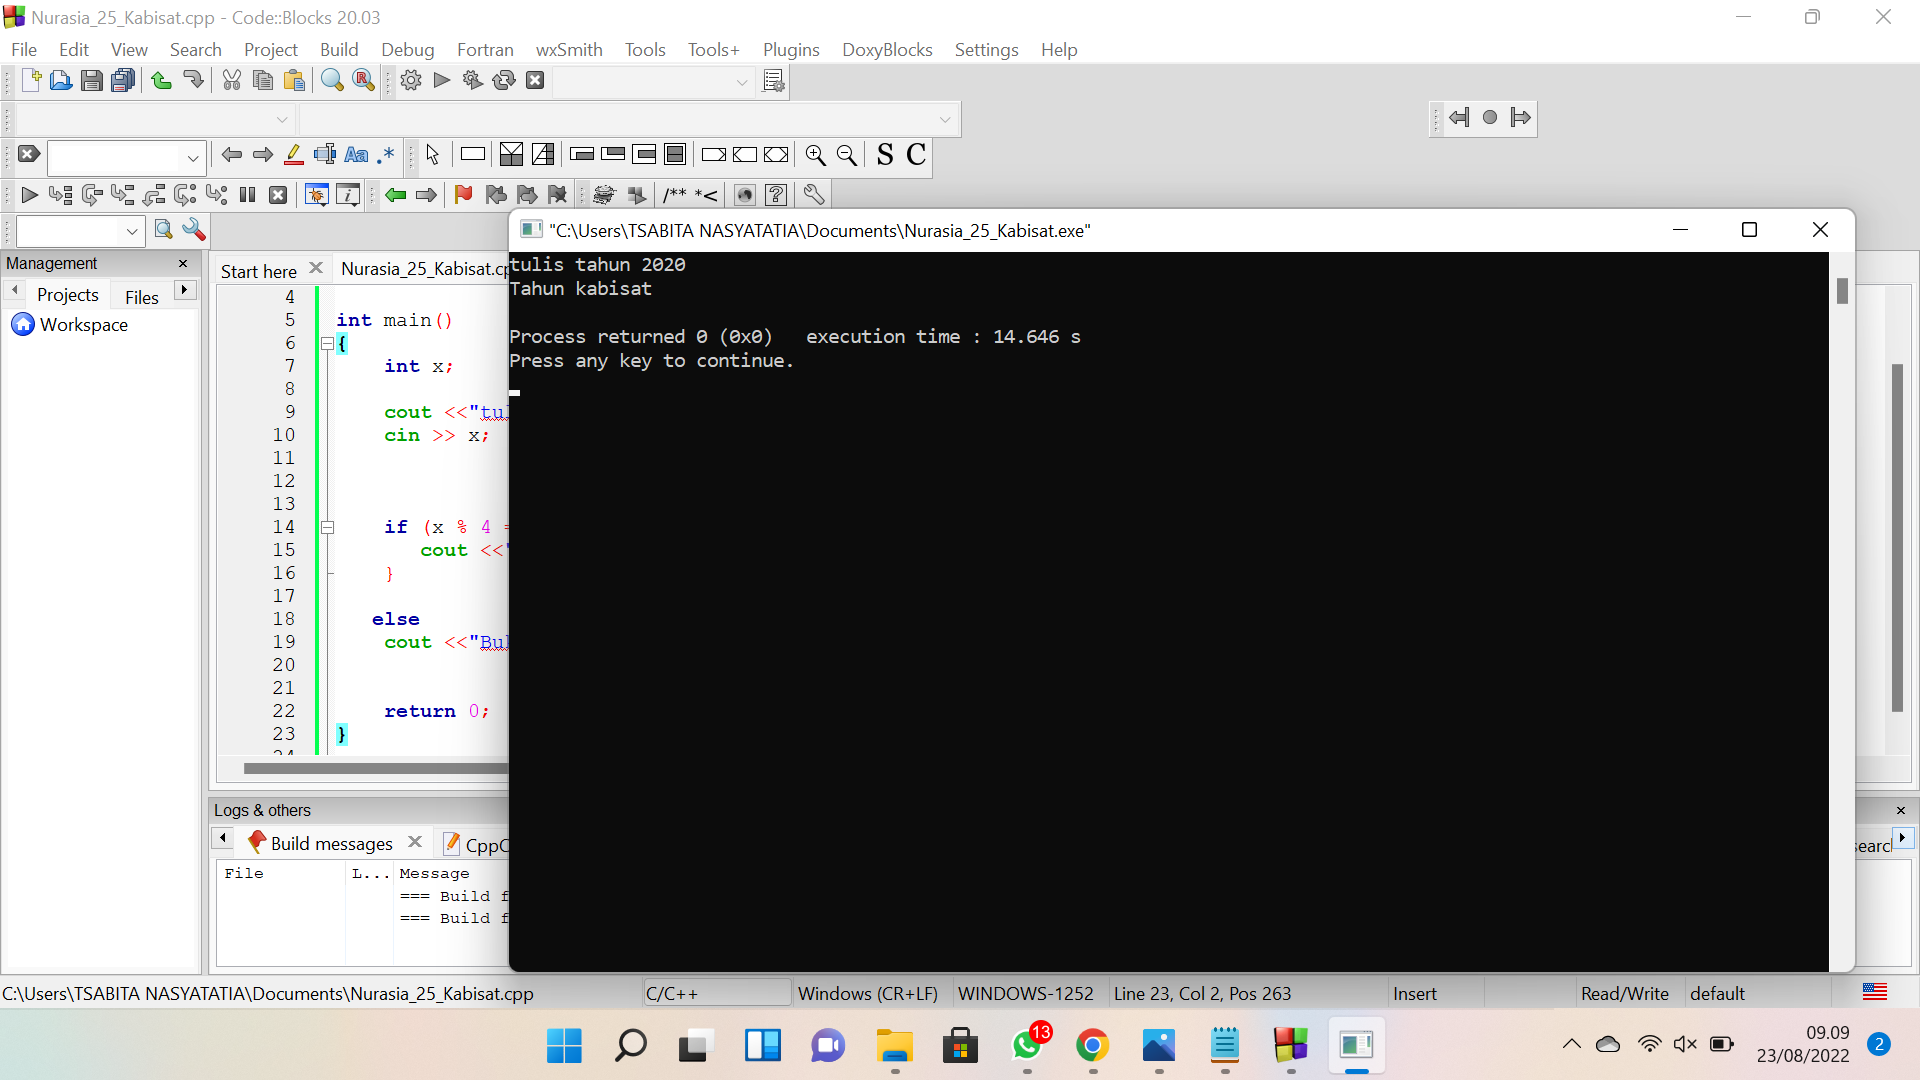 Nurasia_25_Kabisat.cpp - Code::Blocks 20.03
File Edit View Search Project Build Debug Fortran wxSmith Tools Tools+ Plugins DoxyBlocks Settings Help
Aa .*
S C
/** *<
"C:\Users\TSABITA NASYATATIA\Documents\Nurasia_25_Kabisat.exe"
tulis tahun 2020
Tahun kabisat
Process returned 0 (0x0)   execution time : 14.646 s
Press any key to continue.
Management
Projects Files
Workspace
Start here Nurasia_25_Kabisat.cp
4
5 int main()
6 {
7 int x;
8
9 cout <<"tul
10 cin >> x;
11
12
13
14 if (x % 4 =
15 cout <<"
16 }
17
18 else
19 cout <<"Buk
20
21
22 return 0;
23 }
24
Logs & others
Build messages CppC
searc
File L... Message
=== Build f
=== Build f
C:\Users\TSABITA NASYATATIA\Documents\Nurasia_25_Kabisat.cpp C/C++ Windows (CR+LF) WINDOWS-1252 Line 23, Col 2, Pos 263 Insert Read/Write default
13
09.09
23/08/2022
2